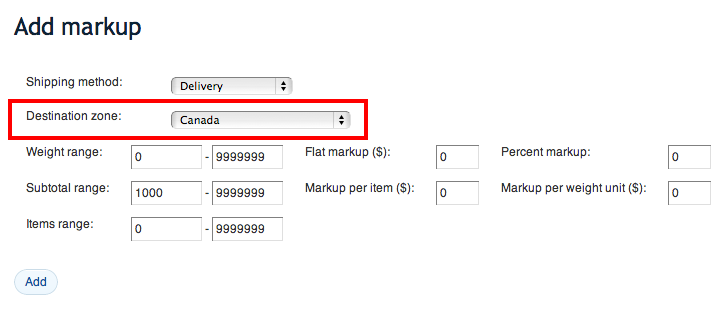 Add markup
Shipping method: Delivery
Destination zone: Canada
Weight range: 0 - 9999999 Flat markup ($): 0 Percent markup: 0
Subtotal range: 1000 - 9999999 Markup per item ($): 0 Markup per weight unit ($): 0
Items range: 0 - 9999999
Add